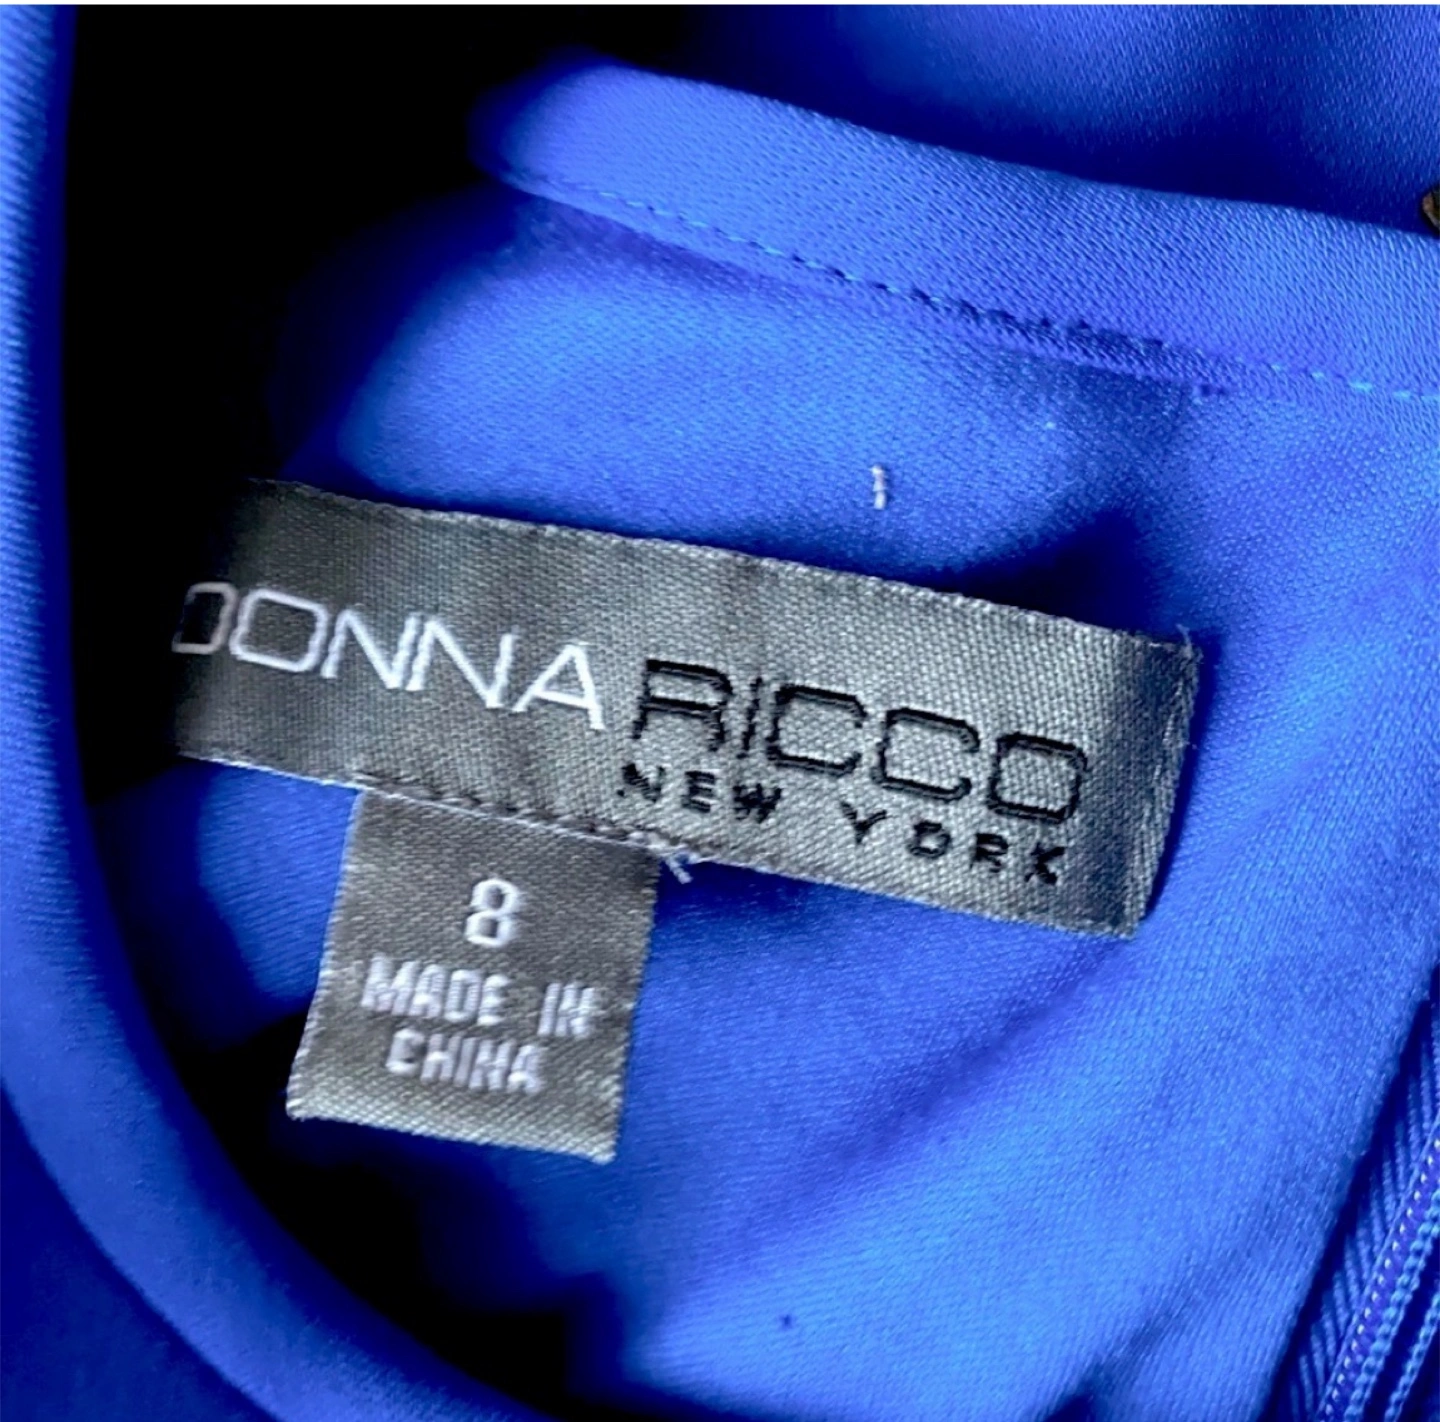 DONNA RICCO
NEW YORK
8
MADE IN
CHINA